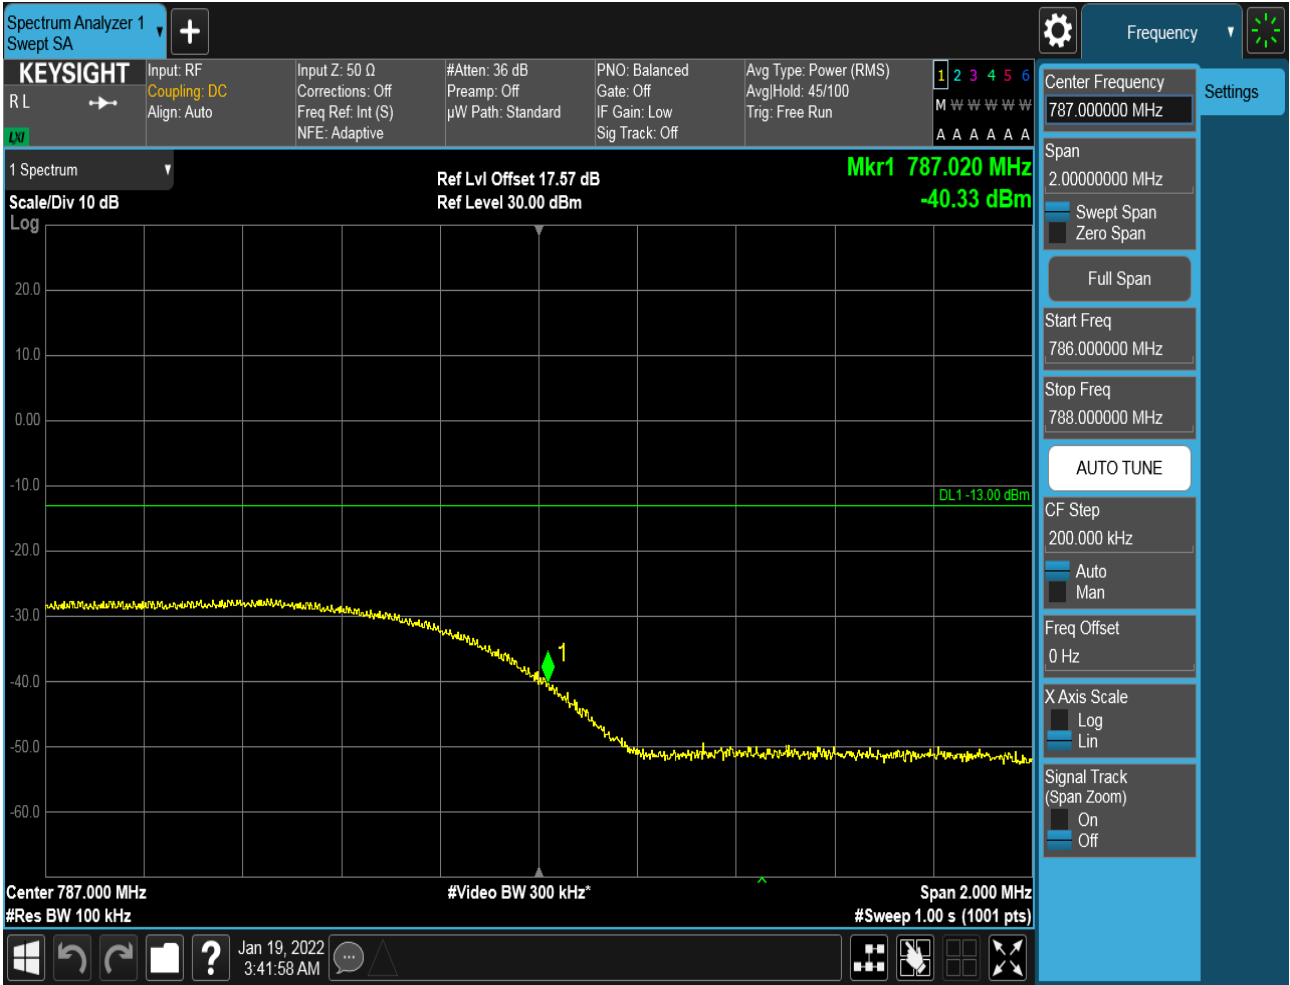 Spectrum Analyzer 1
Swept SA
Frequency
KEYSIGHT
R L
LXI
Input: RF
Coupling: DC
Align: Auto
Input Z: 50 Ω
Corrections: Off
Freq Ref: Int (S)
NFE: Adaptive
#Atten: 36 dB
Preamp: Off
µW Path: Standard
PNO: Balanced
Gate: Off
IF Gain: Low
Sig Track: Off
Avg Type: Power (RMS)
Avg|Hold: 45/100
Trig: Free Run
1 2 3 4 5 6
M W W W W W
A A A A A A
1 Spectrum
Scale/Div 10 dB
Log
Ref Lvl Offset 17.57 dB
Ref Level 30.00 dBm
Mkr1 787.020 MHz
-40.33 dBm
20.0
10.0
0.00
-10.0
DL1 -13.00 dBm
-20.0
-30.0
1
-40.0
-50.0
-60.0
Center 787.000 MHz
#Video BW 300 kHz*
Span 2.000 MHz
#Res BW 100 kHz
#Sweep 1.00 s (1001 pts)
Center Frequency
787.000000 MHz
Settings
Span
2.00000000 MHz
Swept Span
Zero Span
Full Span
Start Freq
786.000000 MHz
Stop Freq
788.000000 MHz
AUTO TUNE
CF Step
200.000 kHz
Auto
Man
Freq Offset
0 Hz
X Axis Scale
Log
Lin
Signal Track
(Span Zoom)
On
Off
?
Jan 19, 2022
3:41:58 AM